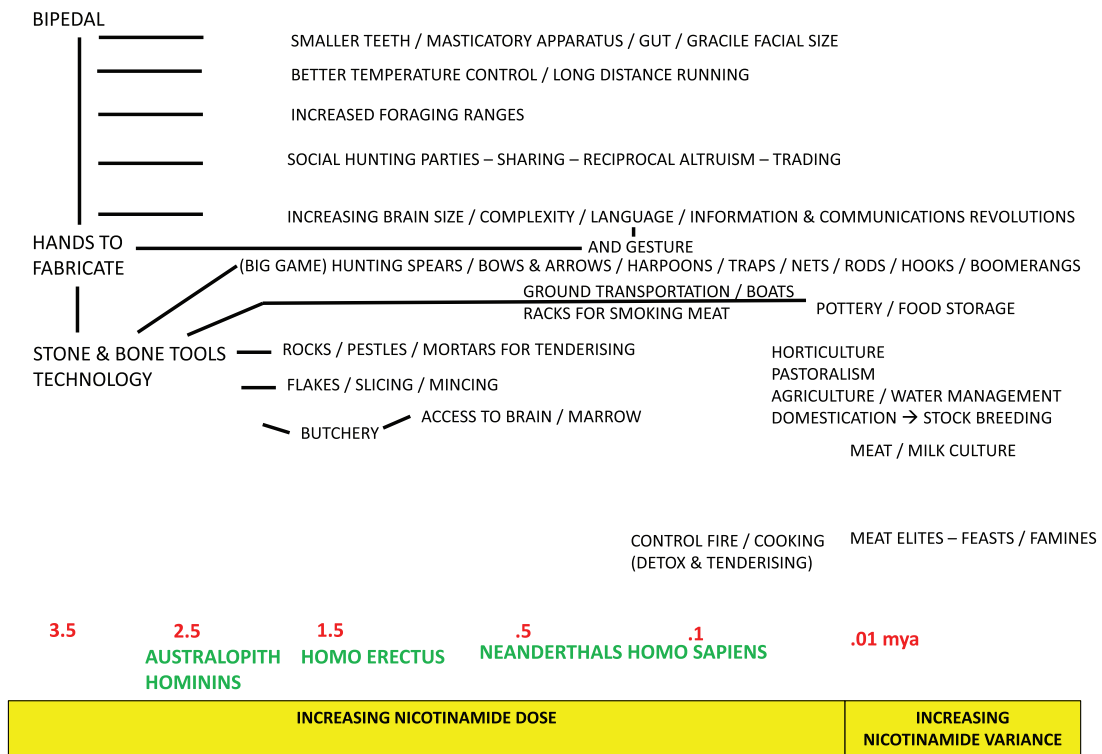 BIPEDAL
SMALLER TEETH / MASTICATORY APPARATUS / GUT / GRACILE FACIAL SIZE
BETTER TEMPERATURE CONTROL / LONG DISTANCE RUNNING
INCREASED FORAGING RANGES
SOCIAL HUNTING PARTIES – SHARING – RECIPROCAL ALTRUISM – TRADING
INCREASING BRAIN SIZE / COMPLEXITY / LANGUAGE / INFORMATION & COMMUNICATIONS REVOLUTIONS
HANDS TO
FABRICATE
AND GESTURE
(BIG GAME) HUNTING SPEARS / BOWS & ARROWS / HARPOONS / TRAPS / NETS / RODS / HOOKS / BOOMERANGS
GROUND TRANSPORTATION / BOATS
RACKS FOR SMOKING MEAT
POTTERY / FOOD STORAGE
STONE & BONE TOOLS
TECHNOLOGY
ROCKS / PESTLES / MORTARS FOR TENDERISING
FLAKES / SLICING / MINCING
BUTCHERY
ACCESS TO BRAIN / MARROW
HORTICULTURE
PASTORALISM
AGRICULTURE / WATER MANAGEMENT
DOMESTICATION → STOCK BREEDING
MEAT / MILK CULTURE
CONTROL FIRE / COOKING
(DETOX & TENDERISING)
MEAT ELITES – FEASTS / FAMINES
3.5
2.5
1.5
.5
.1
.01 mya
AUSTRALOPITH
HOMININS
HOMO ERECTUS
NEANDERTHALS HOMO SAPIENS
INCREASING NICOTINAMIDE DOSE
INCREASING
NICOTINAMIDE VARIANCE